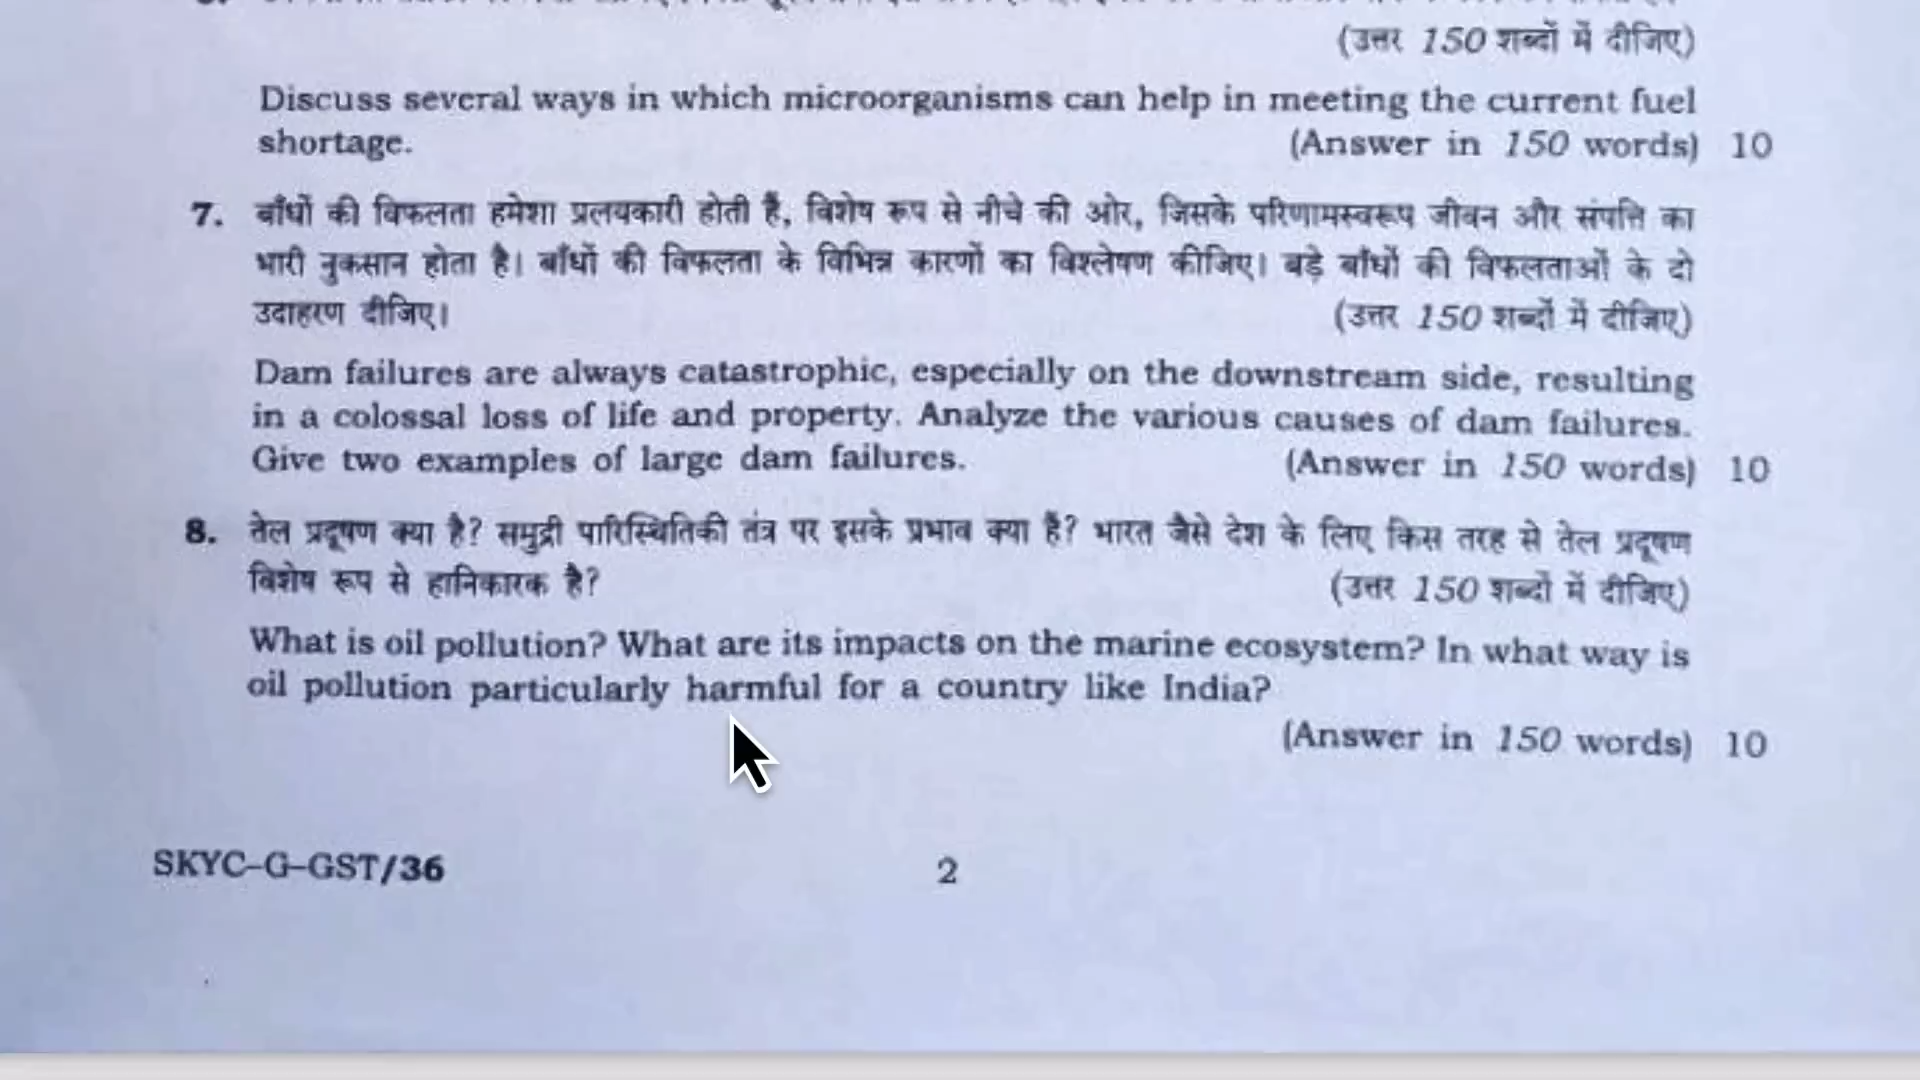 (उत्तर 150 शब्दों में दीजिए)
Discuss several ways in which microorganisms can help in meeting the current fuel
shortage. (Answer in 150 words) 10
7. बाँधों की विफलता हमेशा प्रलयकारी होती है, विशेष रूप से नीचे की ओर, जिसके परिणामस्वरूप जीवन और संपत्ति का
भारी नुकसान होता है। बाँधों की विफलता के विभिन्न कारणों का विश्लेषण कीजिए। बड़े बाँधों की विफलताओं के दो
उदाहरण दीजिए। (उत्तर 150 शब्दों में दीजिए)
Dam failures are always catastrophic, especially on the downstream side, resulting
in a colossal loss of life and property. Analyze the various causes of dam failures.
Give two examples of large dam failures. (Answer in 150 words) 10
8. तेल प्रदूषण क्या है? समुद्री पारिस्थितिकी तंत्र पर इसके प्रभाव क्या हैं? भारत जैसे देश के लिए किस तरह से तेल प्रदूषण
विशेष रूप से हानिकारक है? (उत्तर 150 शब्दों में दीजिए)
What is oil pollution? What are its impacts on the marine ecosystem? In what way is
oil pollution particularly harmful for a country like India?
(Answer in 150 words) 10
SKYC-G-GST/36 2